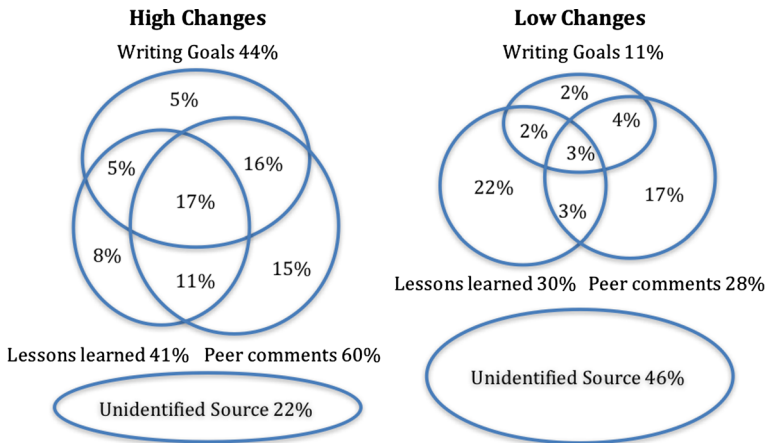 High Changes
Writing Goals 44%
5%
5%
16%
17%
8%
11%
15%
Lessons learned 41% Peer comments 60%
Unidentified Source 22%
Low Changes
Writing Goals 11%
2%
2%
4%
3%
22%
17%
3%
Lessons learned 30% Peer comments 28%
Unidentified Source 46%